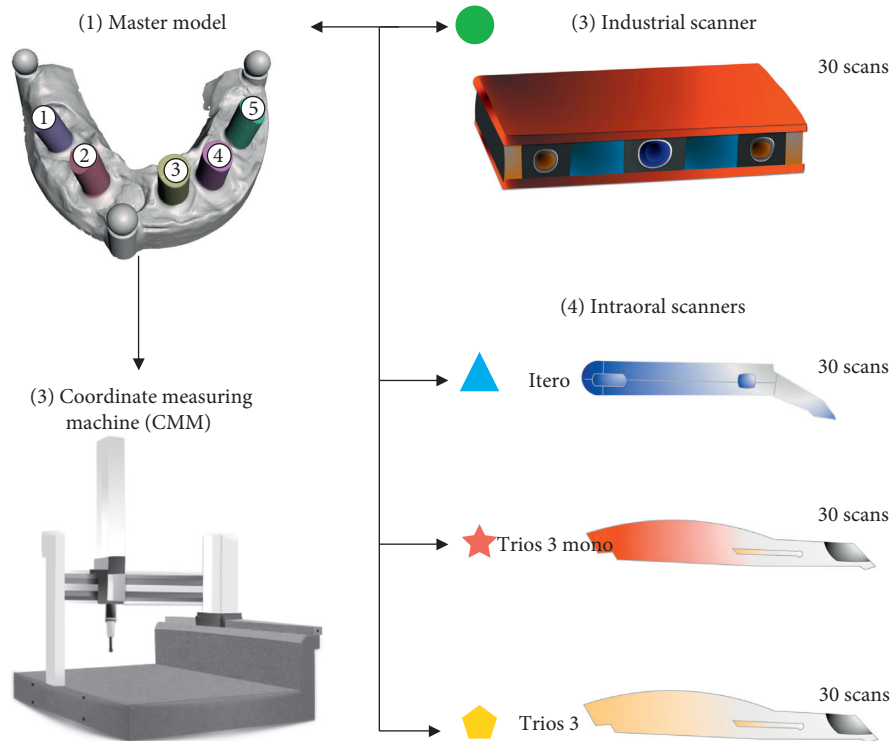 (1) Master model
1
2
3
4
5
(3) Coordinate measuring
machine (CMM)
(3) Industrial scanner
30 scans
(4) Intraoral scanners
Itero
30 scans
Trios 3 mono
30 scans
Trios 3
30 scans